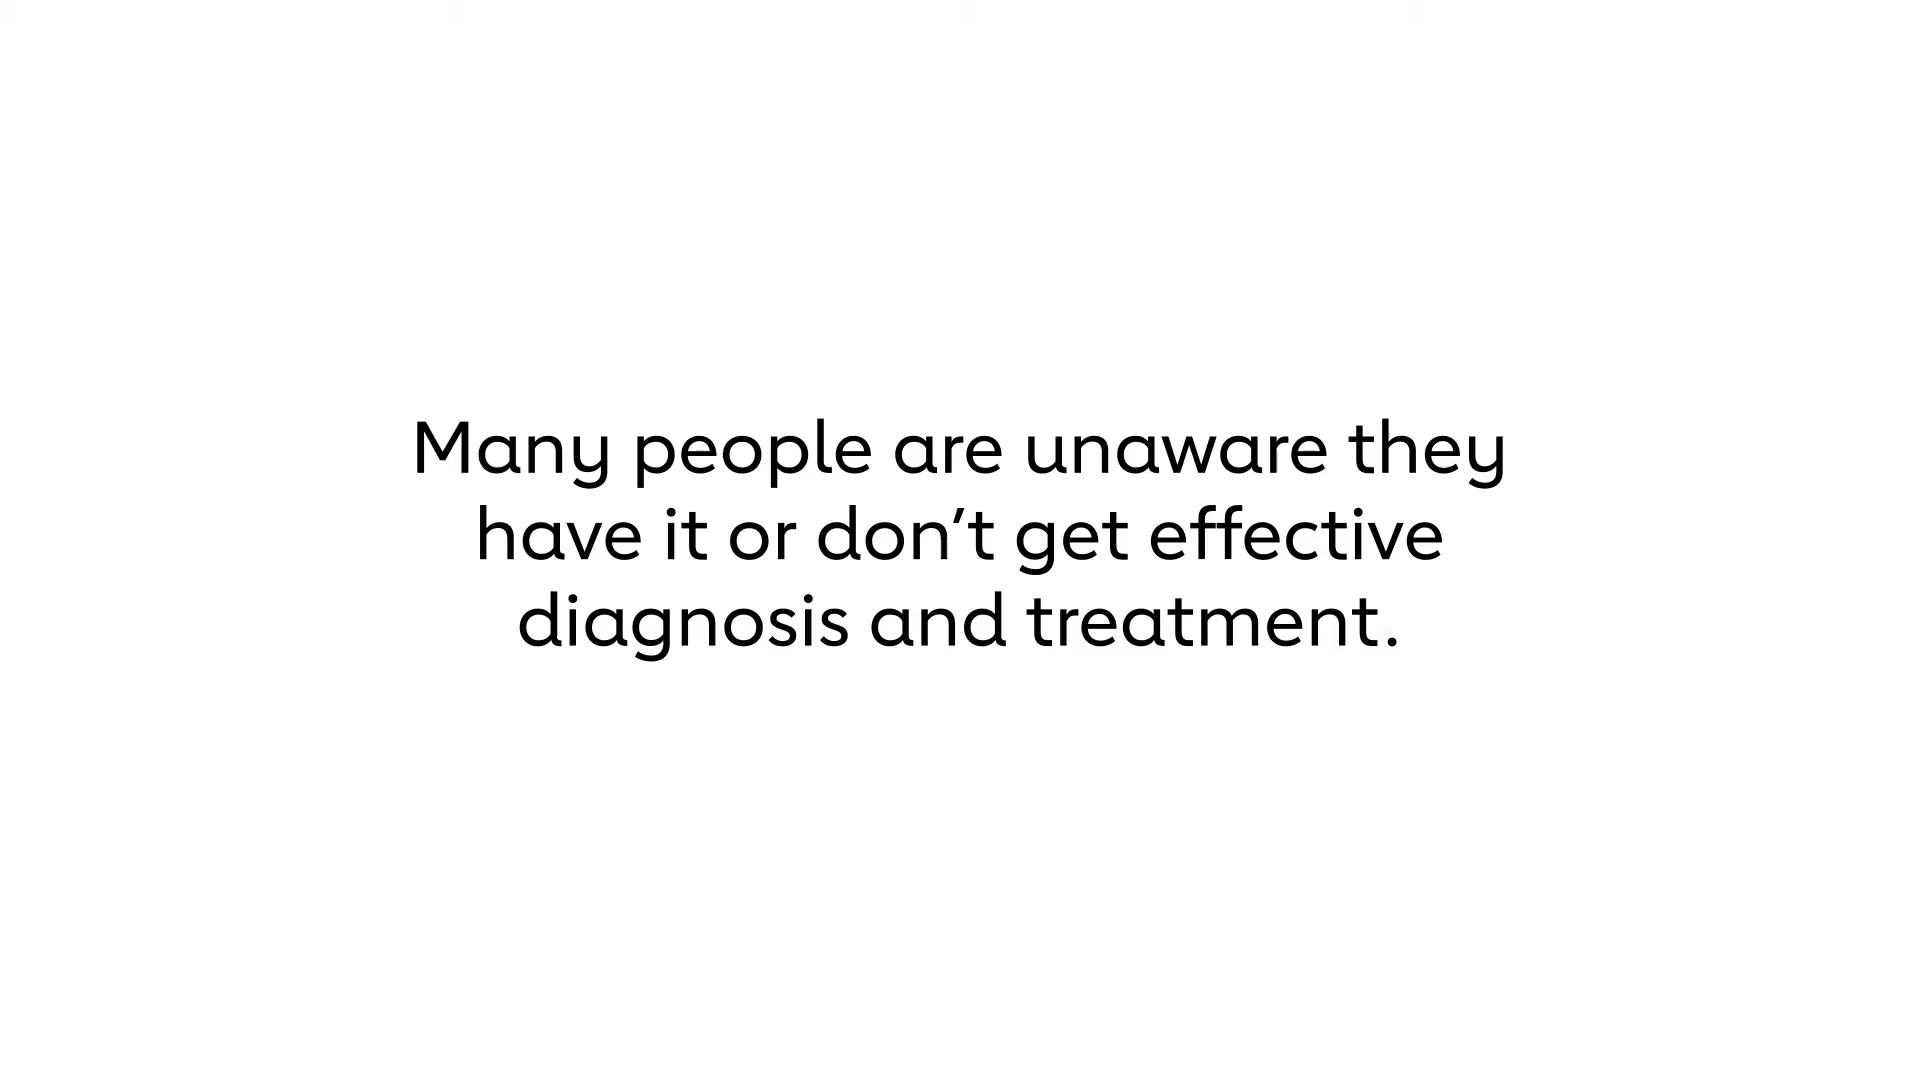 Many people are unaware they
have it or don’t get effective
diagnosis and treatment.